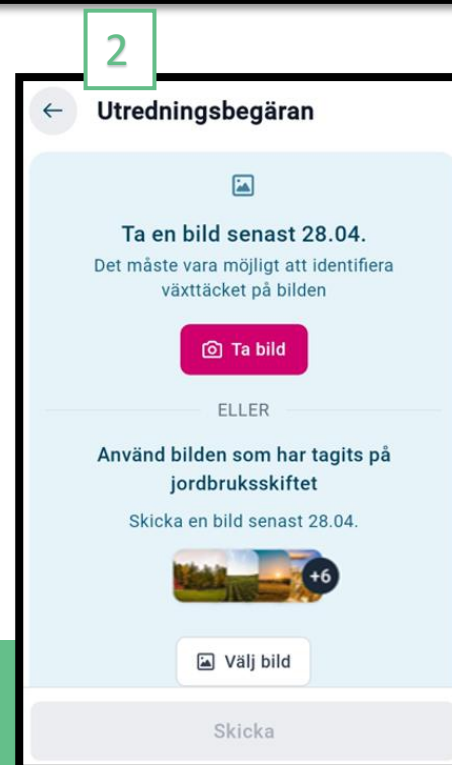 2
Utredningsbegäran
Ta en bild senast 28.04.
Det måste vara möjligt att identifiera
växttäcket på bilden
Ta bild
ELLER
Använd bilden som har tagits på
jordbruksskiftet
Skicka en bild senast 28.04.
+6
Välj bild
Skicka